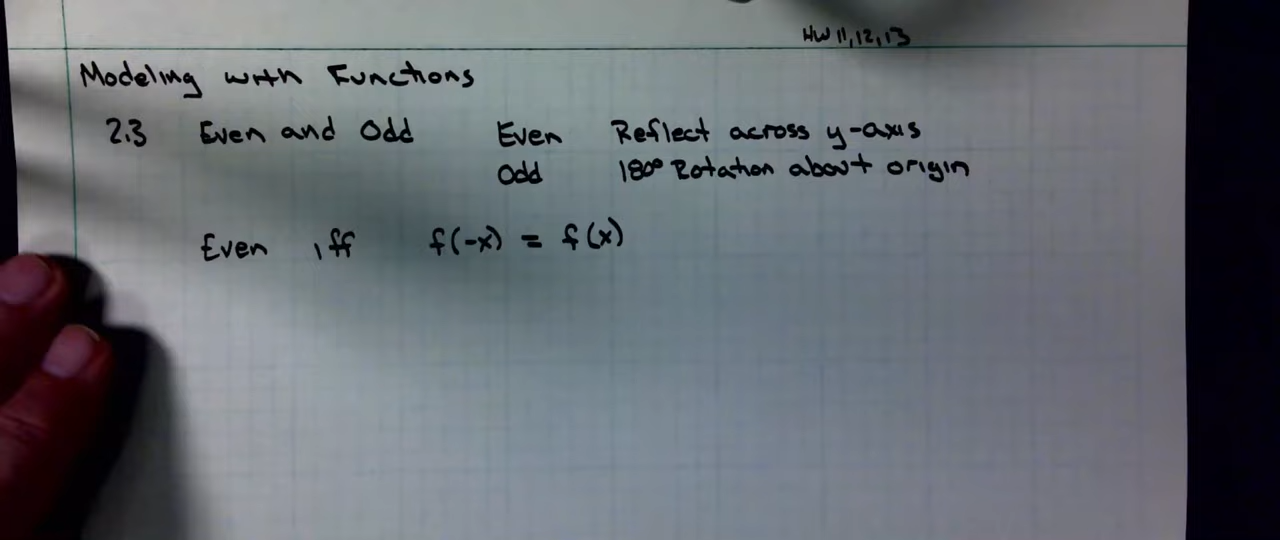 HW 11, 12, 13
Modeling with Functions
2.3 Even and Odd Even Reflect across y-axis
Odd 180° Rotation about origin
Even iff f(-x) = f(x)